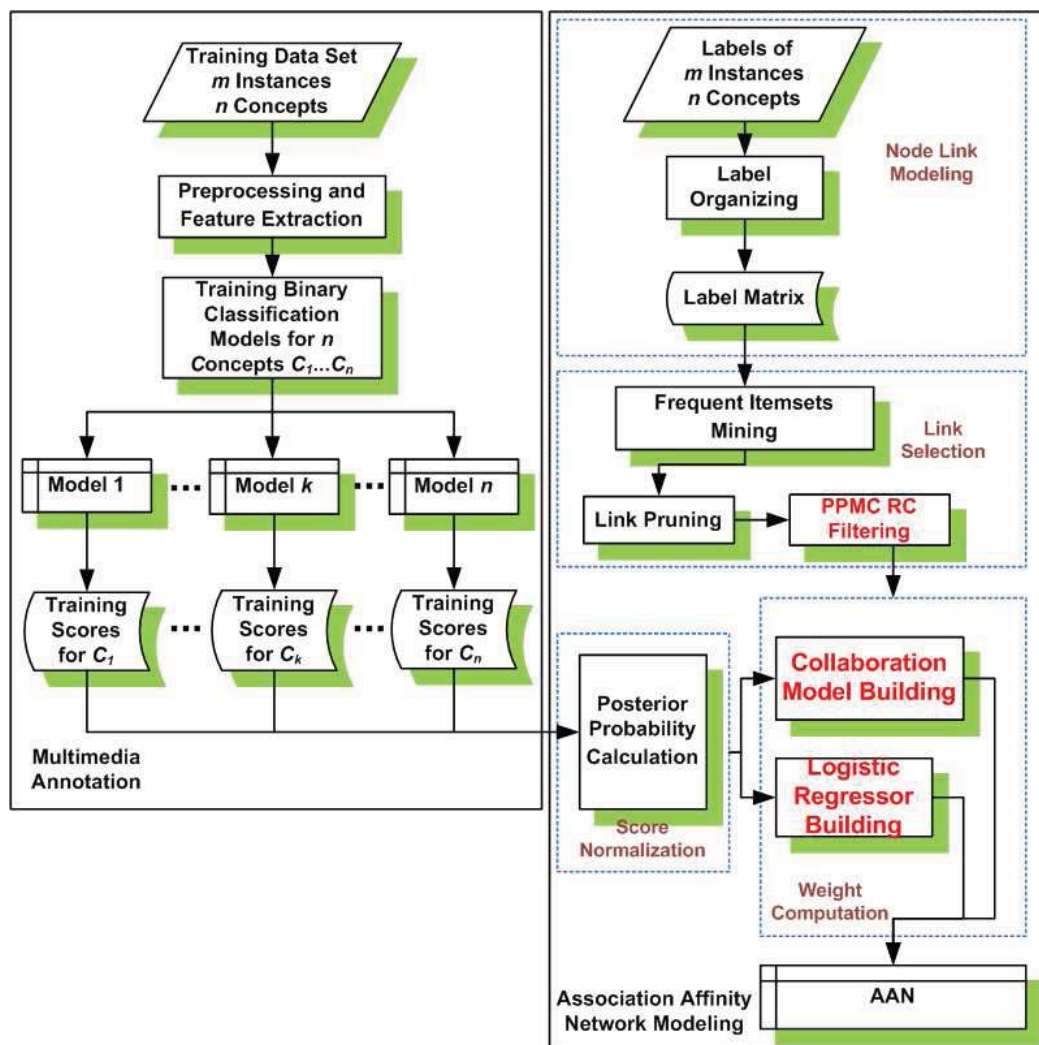 Training Data Set
m Instances
n Concepts
Preprocessing and
Feature Extraction
Training Binary
Classification
Models for n
Concepts C₁...Cₙ
Model 1
...
Model k
...
Model n
Training
Scores
for C₁
...
Training
Scores
for Cₖ
...
Training
Scores
for Cₙ
Multimedia
Annotation
Labels of
m Instances
n Concepts
Label
Organizing
Label Matrix
Node Link
Modeling
Frequent Itemsets
Mining
Link
Selection
Link Pruning
PPMC RC
Filtering
Posterior
Probability
Calculation
Score
Normalization
Collaboration
Model Building
Logistic
Regressor
Building
Weight
Computation
AAN
Association Affinity
Network Modeling